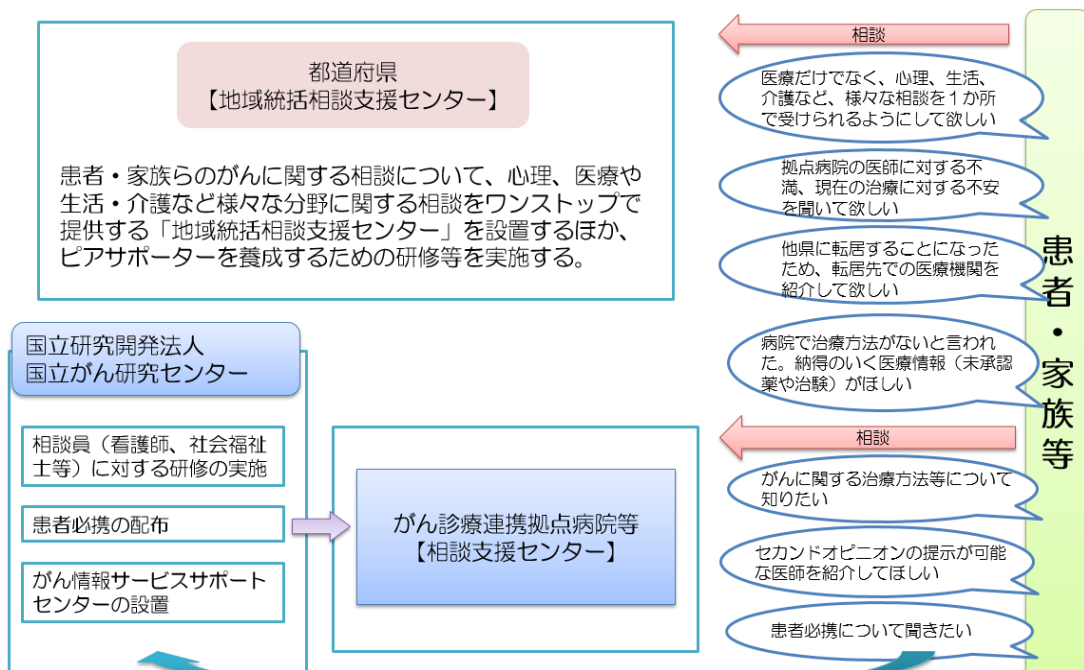 都道府県
【地域統括相談支援センター】
患者・家族らのがんに関する相談について、心理、医療や
生活・介護など様々な分野に関する相談をワンストップで
提供する「地域統括相談支援センター」を設置するほか、
ピアサポーターを養成するための研修等を実施する。
相談
医療だけでなく、心理、生活、
介護など、様々な相談を１か所
で受けられるようにして欲しい
拠点病院の医師に対する不
満、現在の治療に対する不安
を聞いて欲しい
他県に転居することになった
ため、転居先での医療機関を
紹介して欲しい
病院で治療方法がないと言われ
た。納得のいく医療情報（未承認
薬や治験）がほしい
患者・家族等
国立研究開発法人
国立がん研究センター
相談員（看護師、社会福祉
士等）に対する研修の実施
患者必携の配布
がん情報サービスサポート
センターの設置
がん診療連携拠点病院等
【相談支援センター】
相談
がんに関する治療方法等について
知りたい
セカンドオピニオンの提示が可能
な医師を紹介してほしい
患者必携について聞きたい